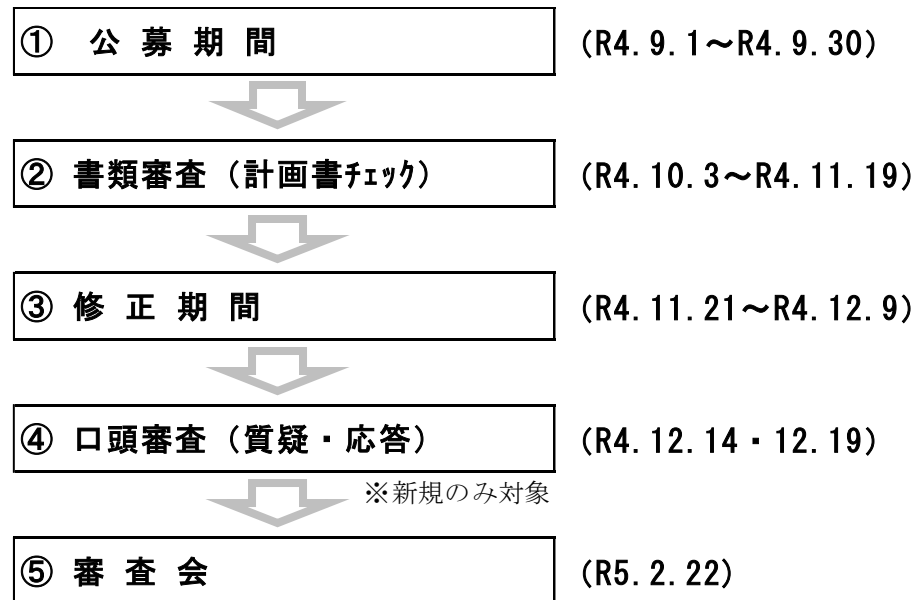 ① 公 募 期 間 (R4.9.1～R4.9.30)
② 書類審査（計画書ﾁｪｯｸ） (R4.10.3～R4.11.19)
③ 修 正 期 間 (R4.11.21～R4.12.9)
④ 口頭審査（質疑・応答） (R4.12.14・12.19)
※新規のみ対象
⑤ 審 査 会 (R5.2.22)